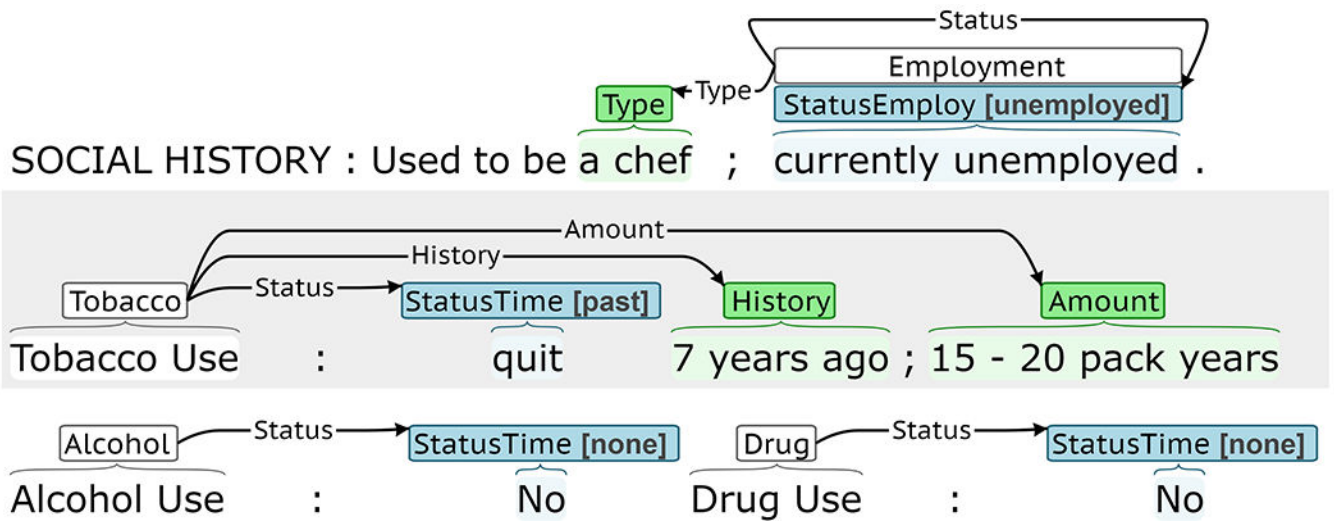 Status
Employment
Type Type StatusEmploy [unemployed]
SOCIAL HISTORY : Used to be a chef ; currently unemployed .
Amount
History
Tobacco Status StatusTime [past] History Amount
Tobacco Use : quit 7 years ago ; 15 - 20 pack years
Alcohol Status StatusTime [none] Drug Status StatusTime [none]
Alcohol Use : No Drug Use : No